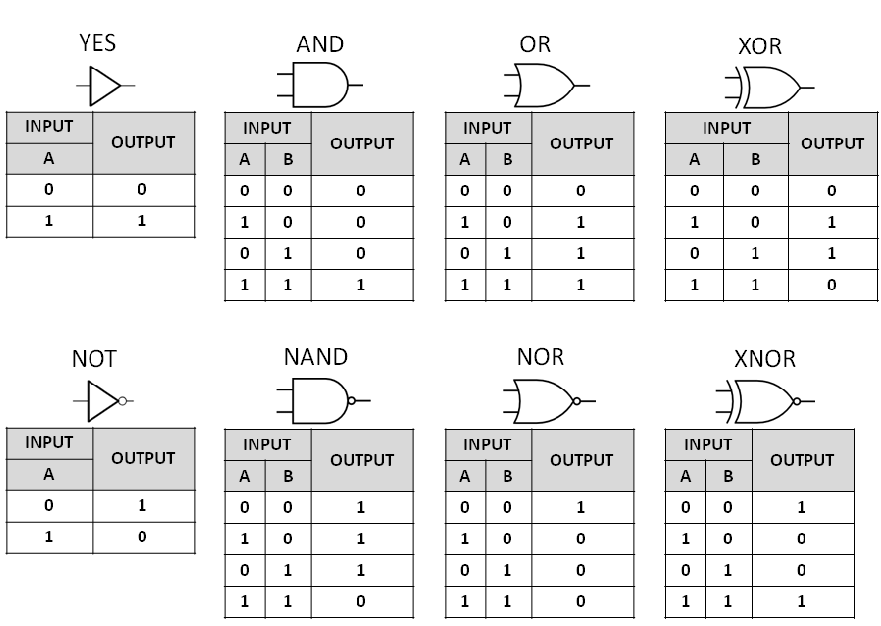 YES
INPUT OUTPUT
A
0 0
1 1
AND
INPUT OUTPUT
A B
0 0 0
1 0 0
0 1 0
1 1 1
OR
INPUT OUTPUT
A B
0 0 0
1 0 1
0 1 1
1 1 1
XOR
INPUT OUTPUT
A B
0 0 0
1 0 1
0 1 1
1 1 0
NOT
INPUT OUTPUT
A
0 1
1 0
NAND
INPUT OUTPUT
A B
0 0 1
1 0 1
0 1 1
1 1 0
NOR
INPUT OUTPUT
A B
0 0 1
1 0 0
0 1 0
1 1 0
XNOR
INPUT OUTPUT
A B
0 0 1
1 0 0
0 1 0
1 1 1